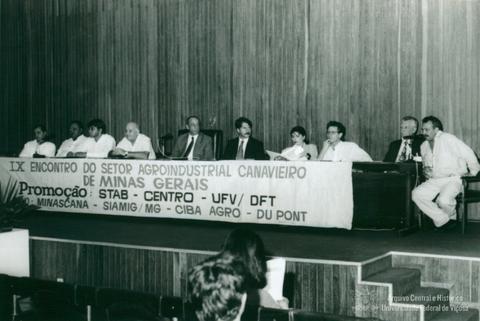 IX ENCONTRO DO SETOR AGROINDUSTRIAL CANAVIEIRO
DE MINAS GERAIS
Promoção: STAB - CENTRO - UFV/DFT
MINASCANA - SIAMIG/MG - CIBA AGRO - DU PONT
Arquivo Central e Histórico
Universidade Federal de Viçosa